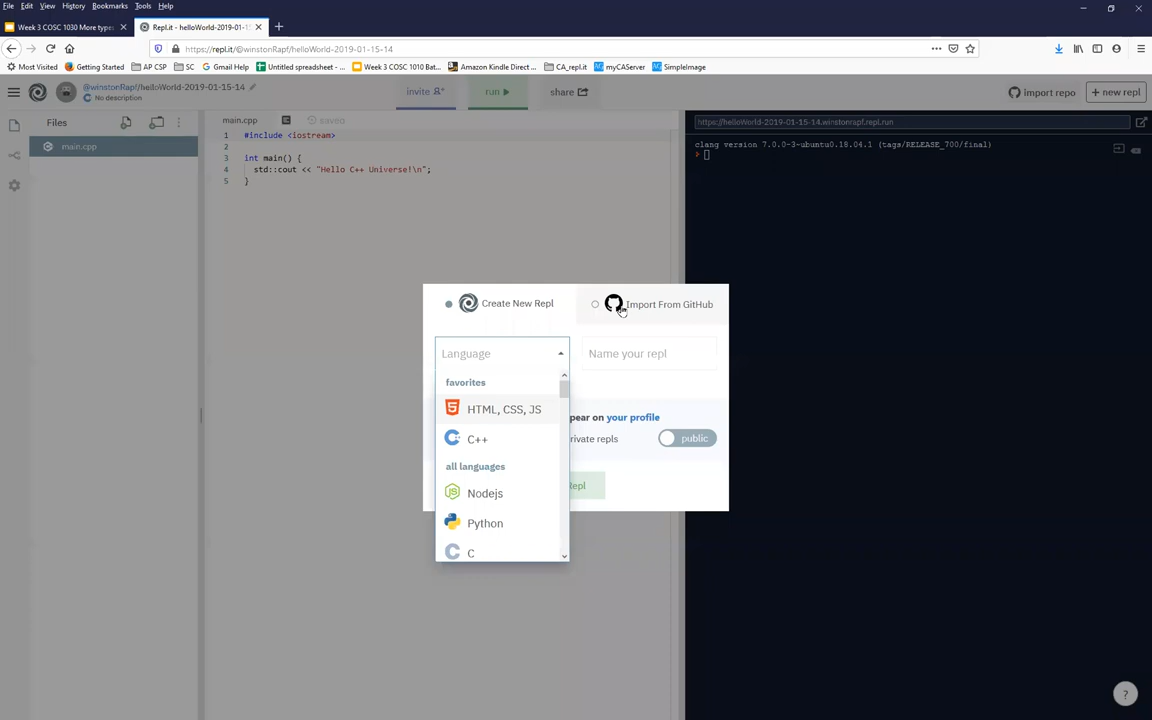 File Edit View History Bookmarks Tools Help
Week 3 COSC 1030 More type
Repl.it - helloWorld-2019-01-15-1
https://repl.it/@winstonRapf/helloWorld-2019-01-15-14
Most Visited Getting Started AP CSP SC Gmail Help Untitled spreadsheet - ... Week 3 COSC 1010 Bat... Amazon Kindle Direct ... CA_repl.it myCAServer SimpleImage
@winstonRapf/helloWorld-2019-01-15-14
No description
invite
run
share
import repo
+ new repl
Files
main.cpp
main.cpp
saved
1 #include <iostream>
2
3 int main() {
4 std::cout << "Hello C++ Universe!\n";
5 }
https://helloWorld-2019-01-15-14.winstonrapf.repl.run
clang version 7.0.0-3~ubuntu0.18.04.1 (tags/RELEASE_700/final)
Create New Repl
Import From GitHub
Language
Name your repl
favorites
HTML, CSS, JS
C++
all languages
Nodejs
Python
C
pear on your profile
rivate repls
public
Repl
?